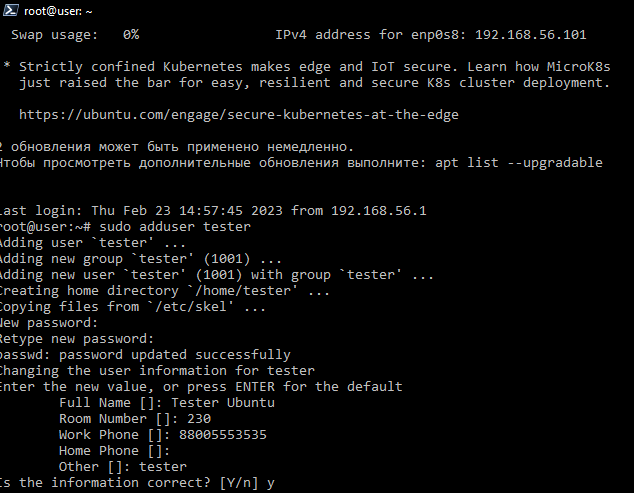 root@user: ~
Swap usage: 0% IPv4 address for enp0s8: 192.168.56.101
* Strictly confined Kubernetes makes edge and IoT secure. Learn how MicroK8s
just raised the bar for easy, resilient and secure K8s cluster deployment.
https://ubuntu.com/engage/secure-kubernetes-at-the-edge
2 обновления может быть применено немедленно.
Чтобы просмотреть дополнительные обновления выполните: apt list --upgradable
Last login: Thu Feb 23 14:57:45 2023 from 192.168.56.1
root@user:~# sudo adduser tester
Adding user `tester' ...
Adding new group `tester' (1001) ...
Adding new user `tester' (1001) with group `tester' ...
Creating home directory `/home/tester' ...
Copying files from `/etc/skel' ...
New password:
Retype new password:
passwd: password updated successfully
Changing the user information for tester
Enter the new value, or press ENTER for the default
Full Name []: Tester Ubuntu
Room Number []: 230
Work Phone []: 88005553535
Home Phone []:
Other []: tester
Is the information correct? [Y/n] y